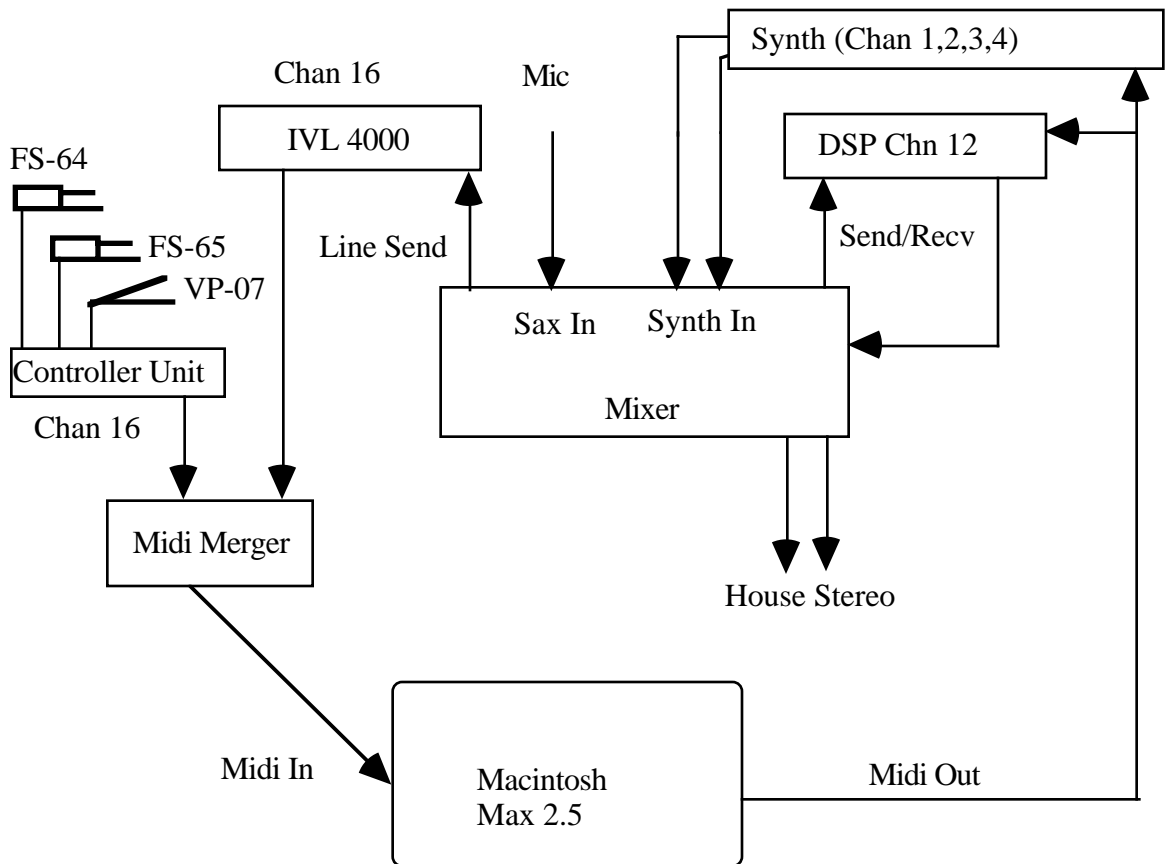 Synth (Chan 1,2,3,4)
Chan 16
Mic
IVL 4000
DSP Chn 12
FS-64
FS-65
Line Send
Send/Recv
VP-07
Sax In
Synth In
Controller Unit
Mixer
Chan 16
Midi Merger
House Stereo
Midi In
Midi Out
Macintosh
Max 2.5